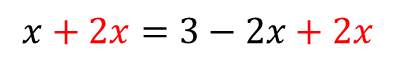 x + 2x = 3 − 2x + 2x